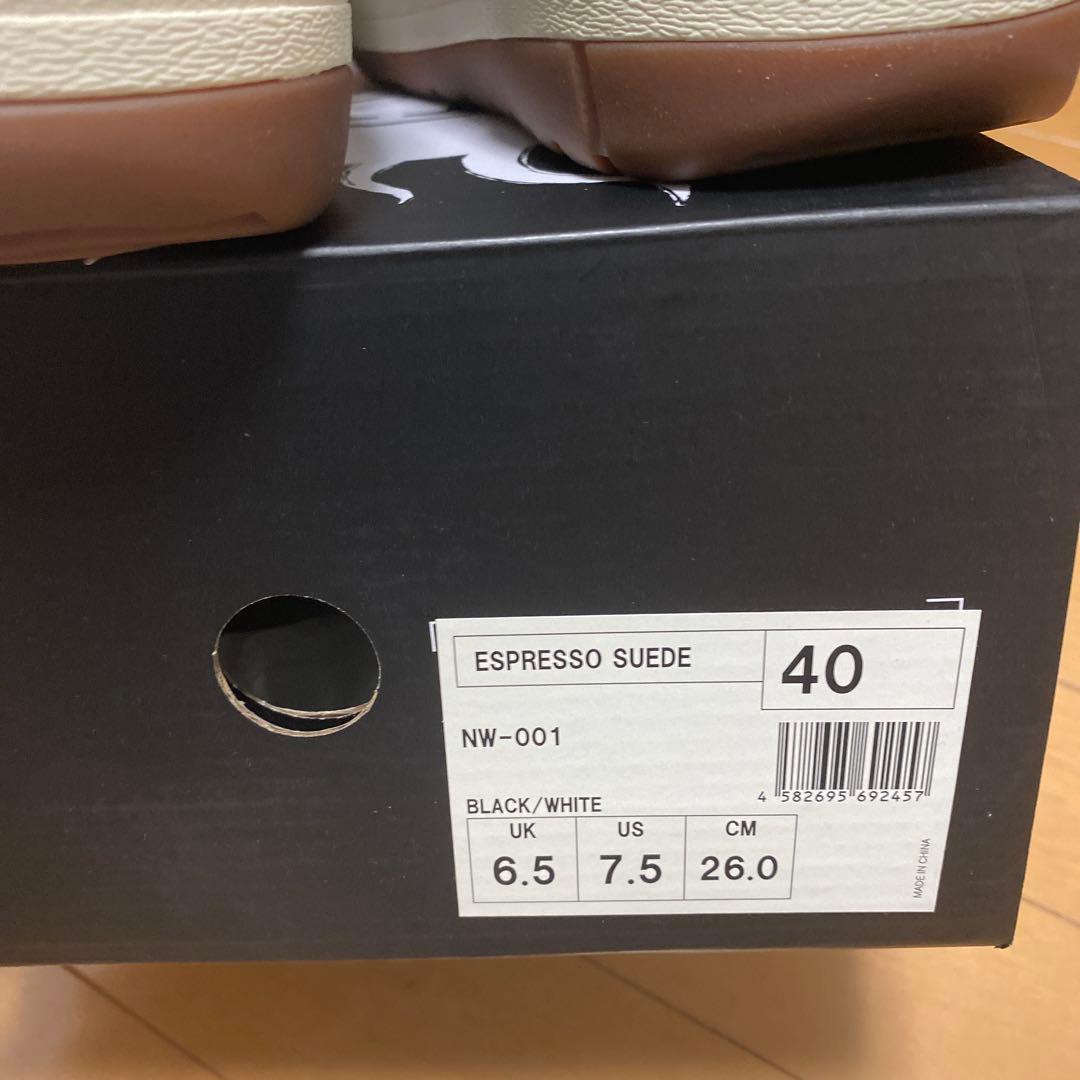 ESPRESSO SUEDE
40
NW-001
4 582695 692457
BLACK/WHITE
UK US CM
6.5 7.5 26.0
MADE IN CHINA